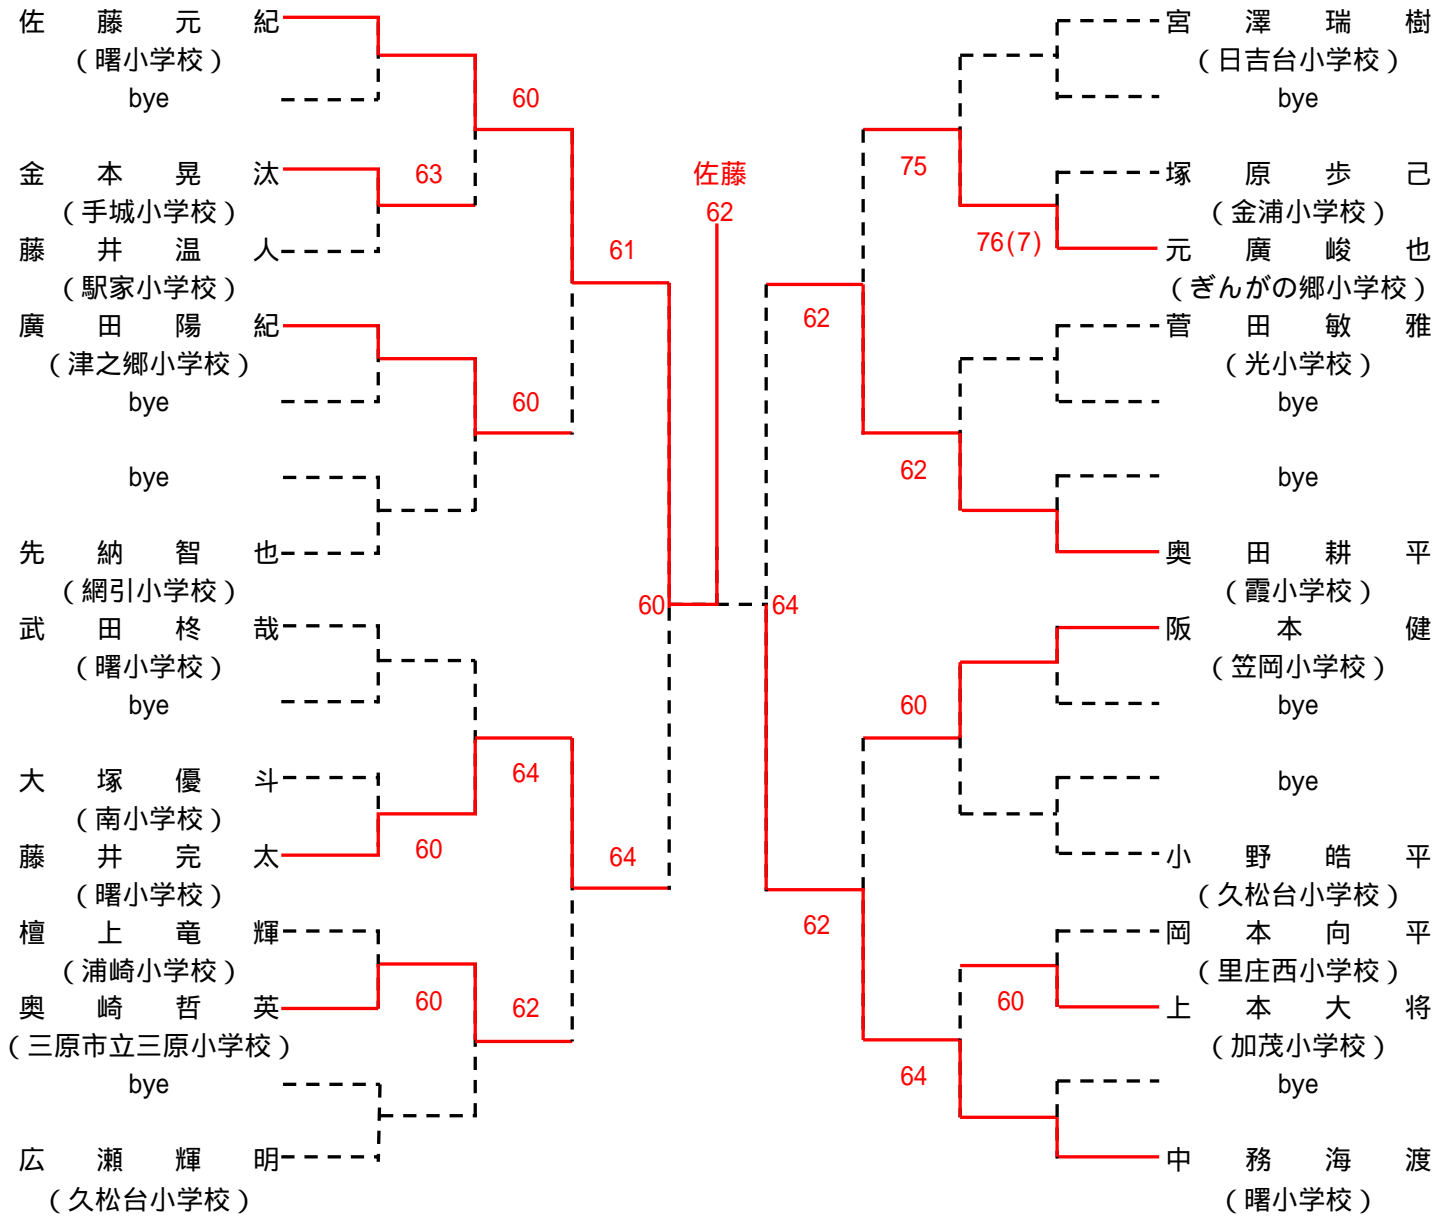 佐藤元紀
（曙小学校）
bye
金本晃汰
（手城小学校）
藤井温人
（駅家小学校）
廣田陽紀
（津之郷小学校）
bye
bye
先納智也
（網引小学校）
武田柊哉
（曙小学校）
bye
大塚優斗
（南小学校）
藤井完太
（曙小学校）
檀上竜輝
（浦崎小学校）
奥崎哲英
（三原市立三原小学校）
bye
広瀬輝明
（久松台小学校）
63
60
60
60
60
64
62
61
64
60
佐藤
62
64
62
62
75
62
60
64
76(7)
60
宮澤瑞樹
（日吉台小学校）
bye
塚原歩己
（金浦小学校）
元廣峻也
（ぎんがの郷小学校）
菅田敏雅
（光小学校）
bye
bye
奥田耕平
（霞小学校）
阪本健
（笠岡小学校）
bye
bye
小野皓平
（久松台小学校）
岡本向平
（里庄西小学校）
上本大将
（加茂小学校）
bye
中務海渡
（曙小学校）